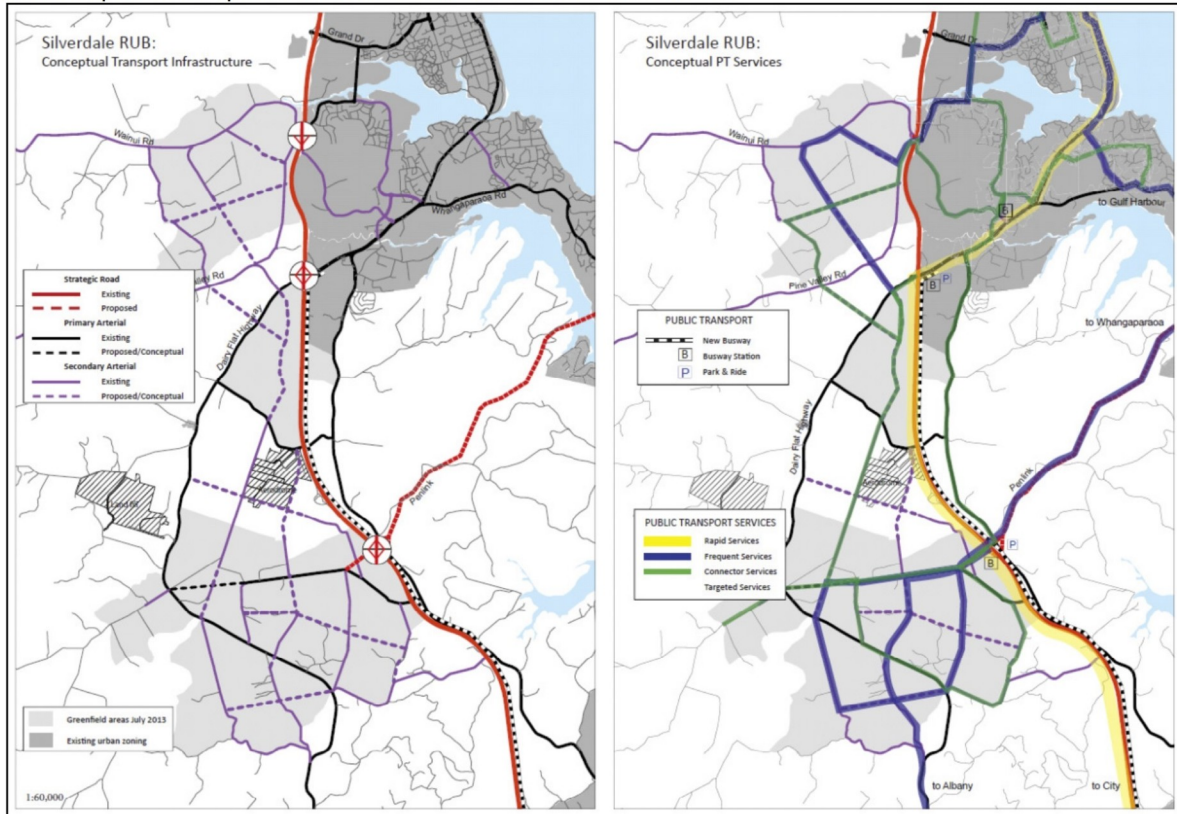 Silverdale RUB:
Conceptual Transport Infrastructure
Grand Dr
Wainui Rd
Whangaparaoa Rd
Strategic Road
Existing
Proposed
Primary Arterial
Existing
Proposed/Conceptual
Secondary Arterial
Existing
Proposed/Conceptual
Dairy Flat Highway
Penlink
Greenfield areas July 2013
Existing urban zoning
1:60,000
Silverdale RUB:
Conceptual PT Services
Grand Dr
Wainui Rd
to Gulf Harbour
B
Pine Valley Rd
P
B
PUBLIC TRANSPORT
New Busway
B Busway Station
P Park & Ride
to Whangaparaoa
Dairy Flat Highway
Penlink
PUBLIC TRANSPORT SERVICES
Rapid Services
Frequent Services
Connector Services
Targeted Services
P
B
to Albany
to City